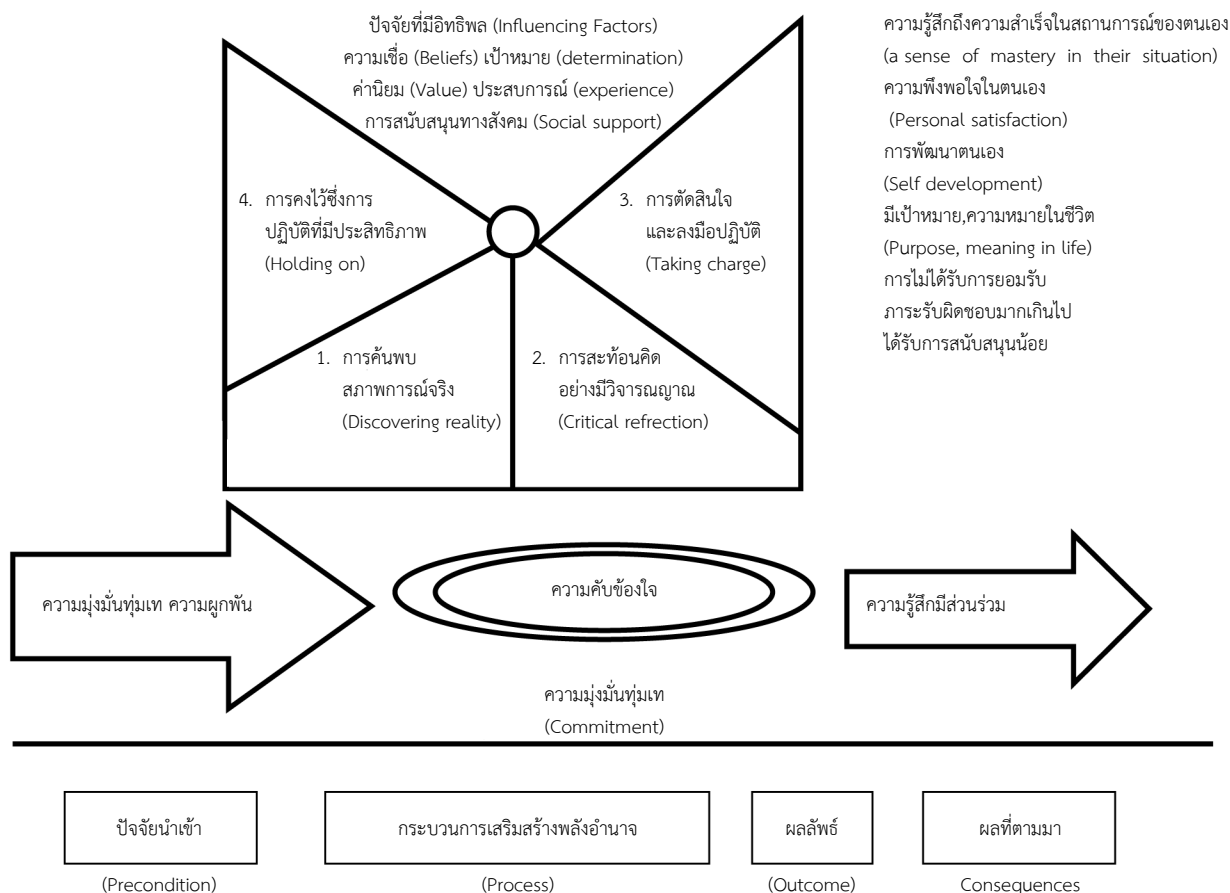 ปัจจัยที่มีอิทธิพล (Influencing Factors)
ความเชื่อ (Beliefs) เป้าหมาย (determination)
ค่านิยม (Value) ประสบการณ์ (experience)
การสนับสนุนทางสังคม (Social support)
ความรู้สึกถึงความสำเร็จในสถานการณ์ของตนเอง
(a sense of mastery in their situation)
ความพึงพอใจในตนเอง
(Personal satisfaction)
การพัฒนาตนเอง
(Self development)
มีเป้าหมาย,ความหมายในชีวิต
(Purpose, meaning in life)
การไม่ได้รับการยอมรับ
ภาระรับผิดชอบมากเกินไป
ได้รับการสนับสนุนน้อย
4. การคงไว้ซึ่งการ
ปฏิบัติที่มีประสิทธิภาพ
(Holding on)
3. การตัดสินใจ
และลงมือปฏิบัติ
(Taking charge)
1. การค้นพบ
สภาพการณ์จริง
(Discovering reality)
2. การสะท้อนคิด
อย่างมีวิจารณญาณ
(Critical refrection)
ความมุ่งมั่นทุ่มเท ความผูกพัน
ความคับข้องใจ
ความรู้สึกมีส่วนร่วม
ความมุ่งมั่นทุ่มเท
(Commitment)
ปัจจัยนำเข้า
กระบวนการเสริมสร้างพลังอำนาจ
ผลลัพธ์
ผลที่ตามมา
(Precondition)
(Process)
(Outcome)
Consequences